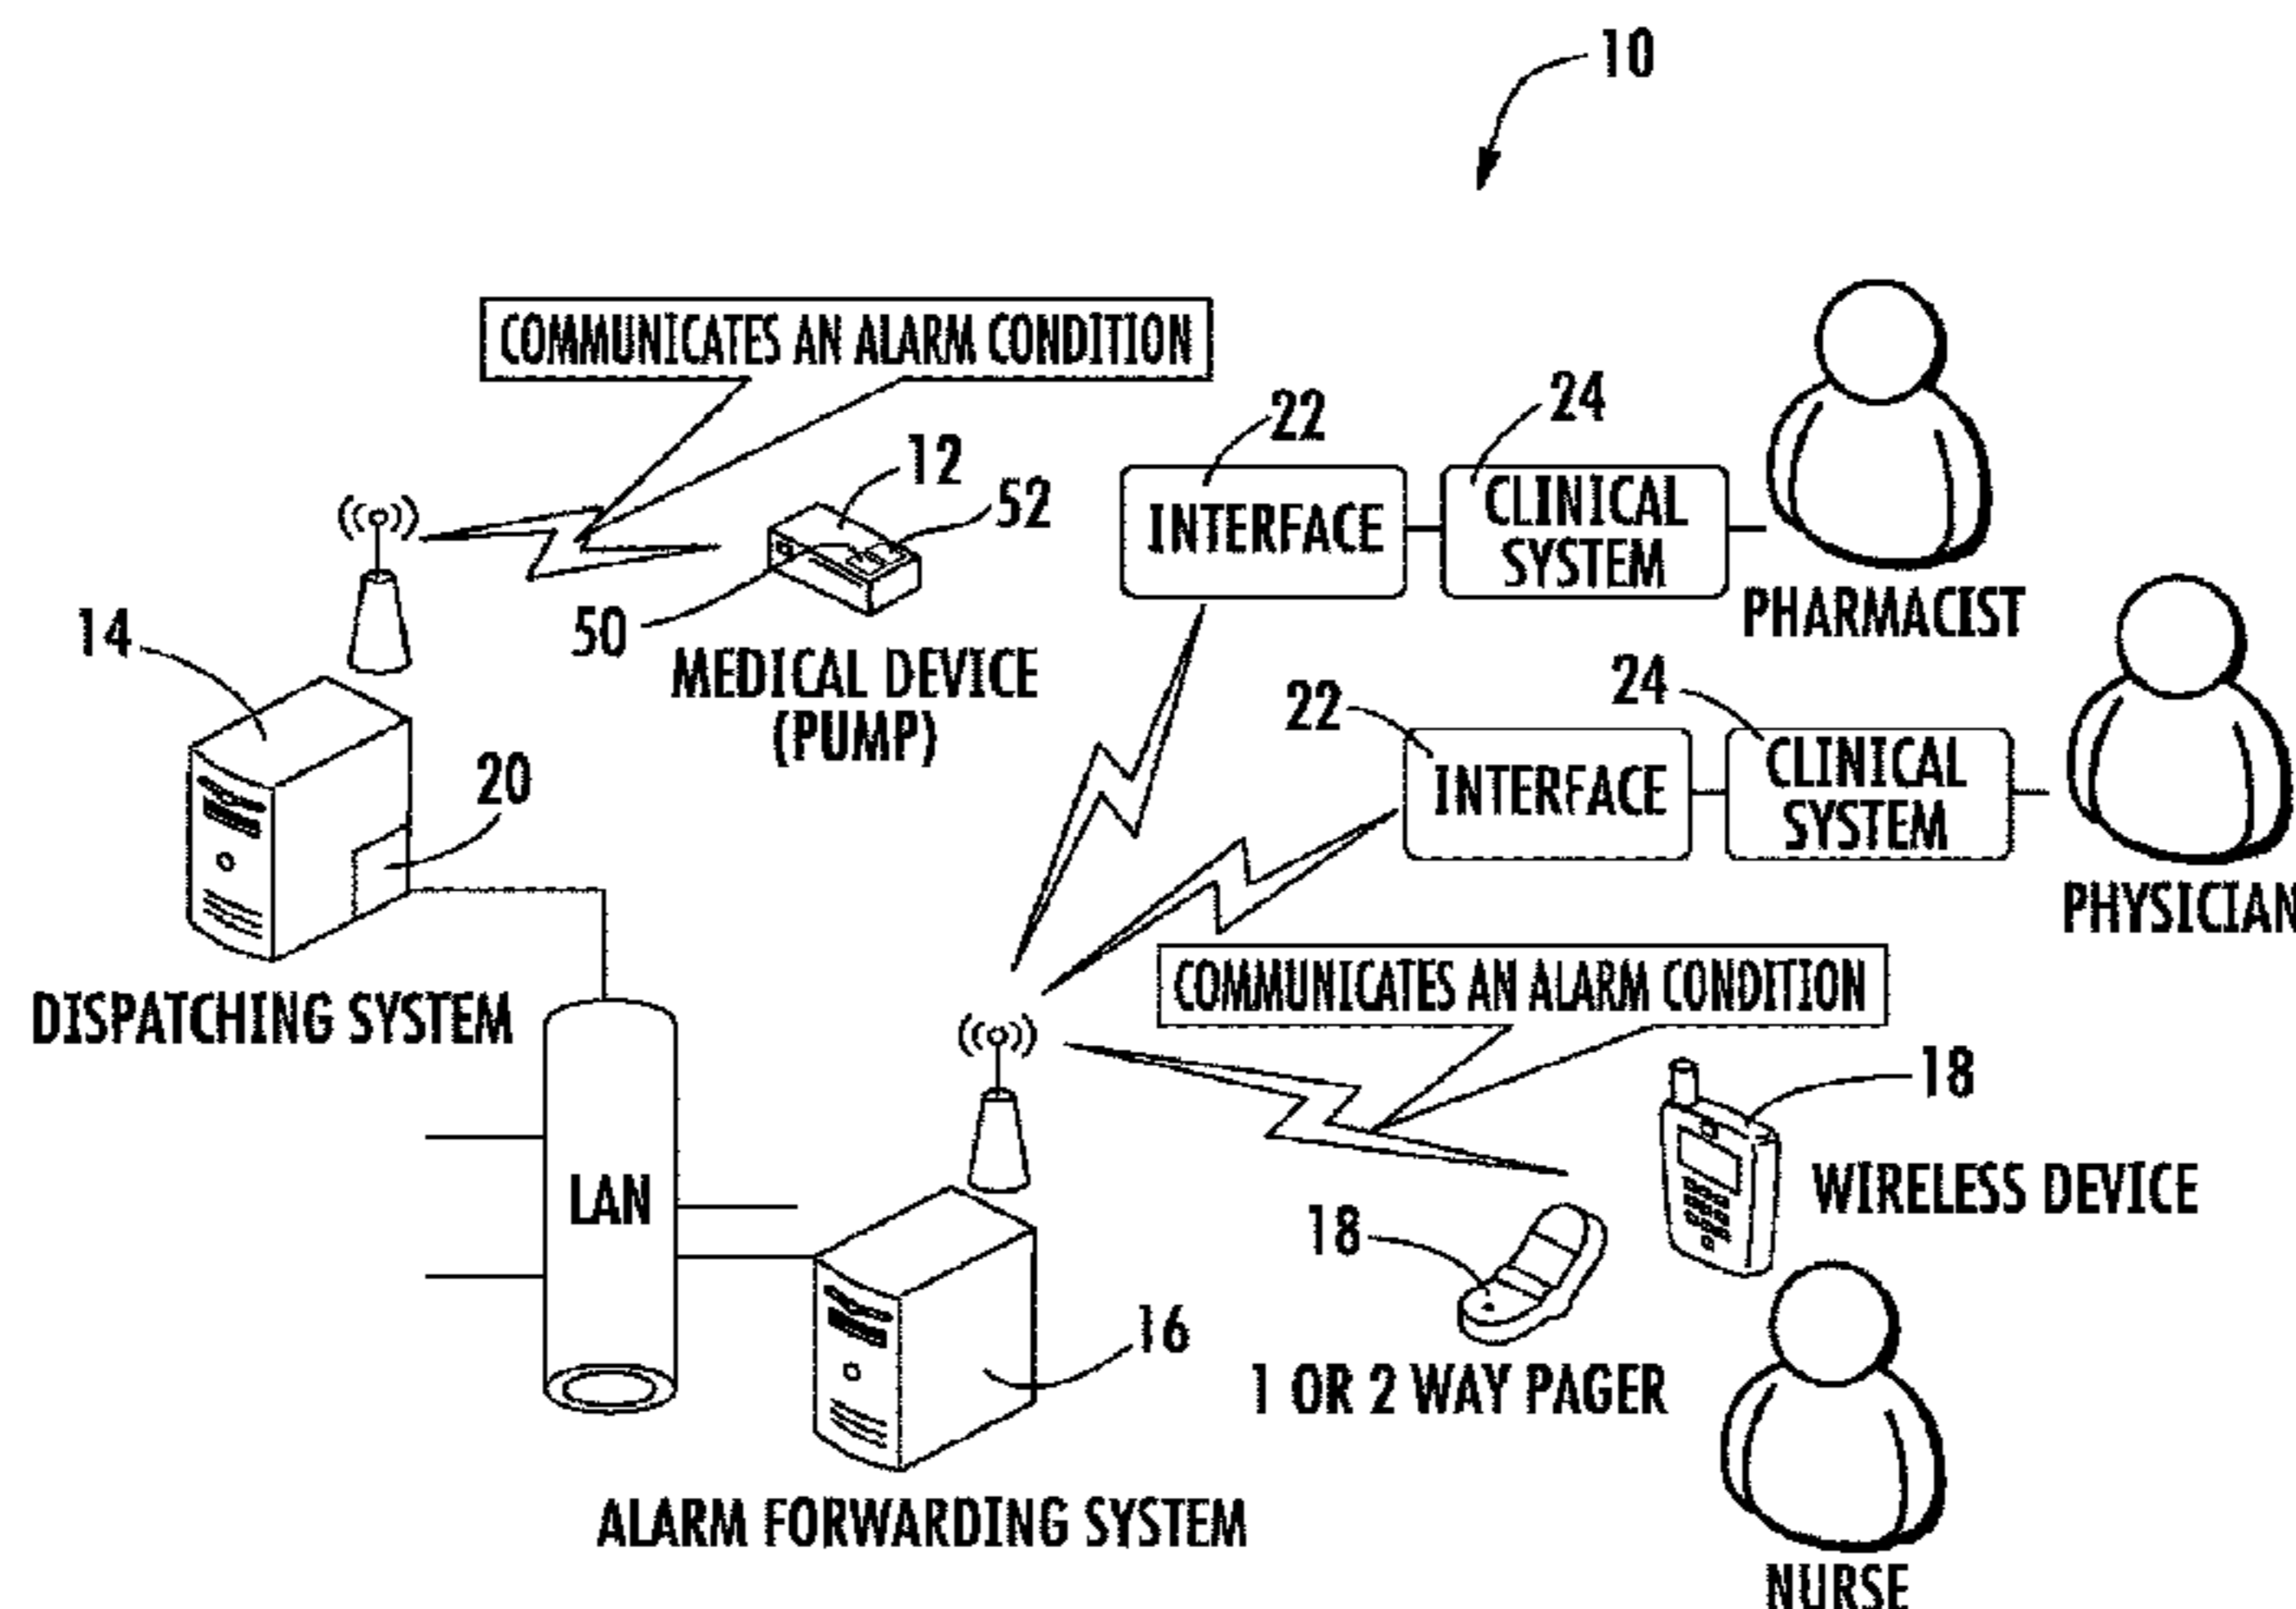 10
COMMUNICATES AN ALARM CONDITION
12
52
50
MEDICAL DEVICE
(PUMP)
22
INTERFACE
24
CLINICAL
SYSTEM
PHARMACIST
14
20
DISPATCHING SYSTEM
22
INTERFACE
24
CLINICAL
SYSTEM
PHYSICIAN
COMMUNICATES AN ALARM CONDITION
LAN
18
WIRELESS DEVICE
18
1 OR 2 WAY PAGER
16
ALARM FORWARDING SYSTEM
NURSE